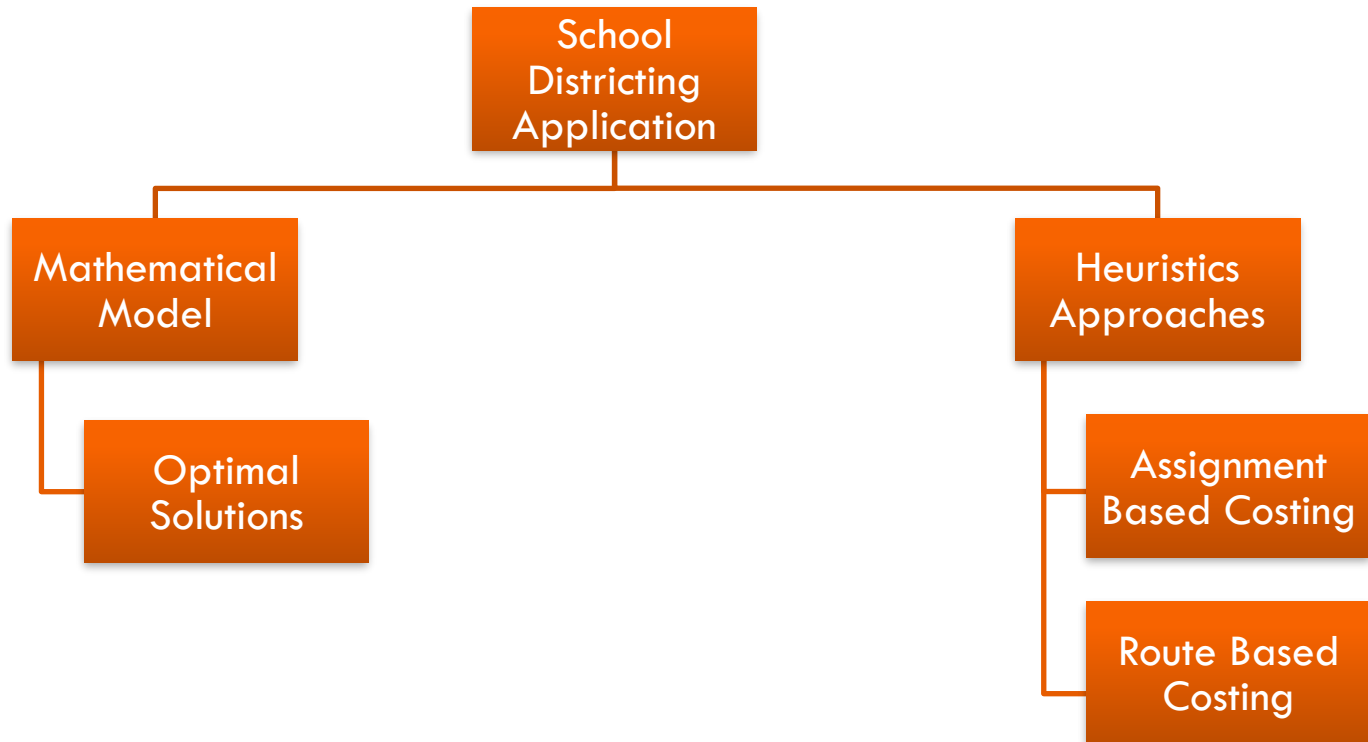 School
Districting
Application
Mathematical
Model
Heuristics
Approaches
Optimal
Solutions
Assignment
Based Costing
Route Based
Costing